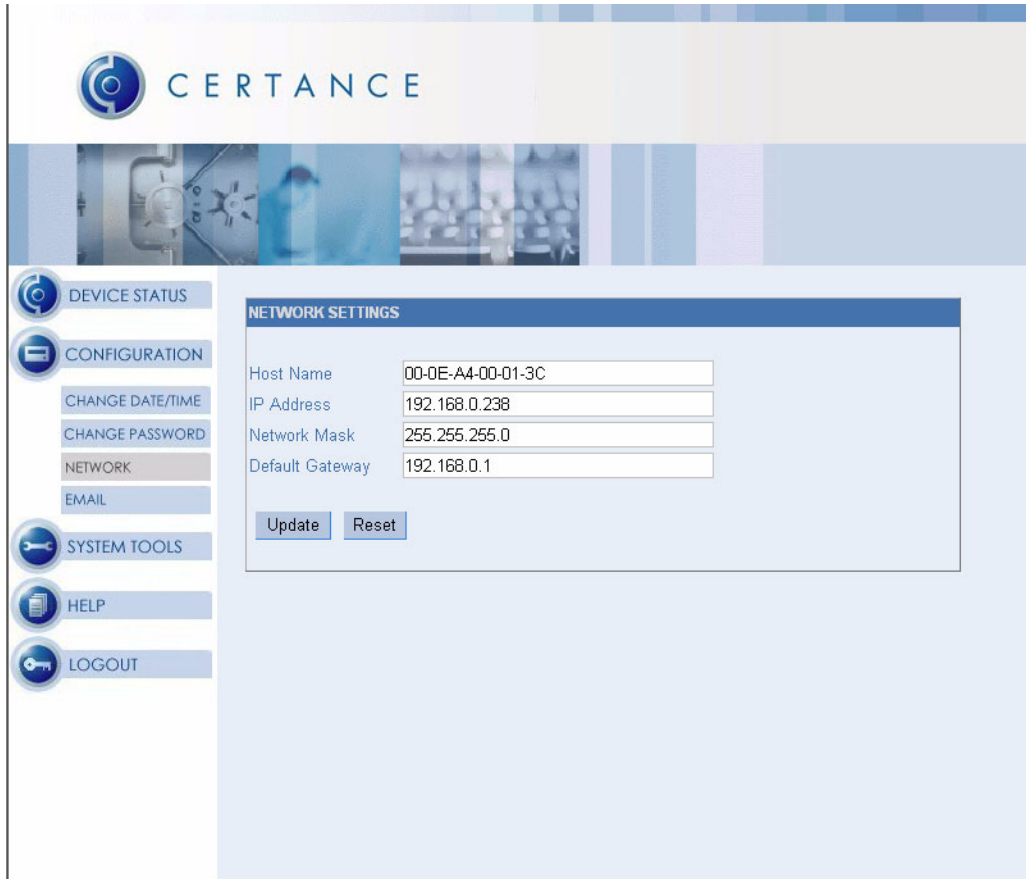 CERTANCE
DEVICE STATUS
CONFIGURATION
CHANGE DATE/TIME
CHANGE PASSWORD
NETWORK
EMAIL
SYSTEM TOOLS
HELP
LOGOUT
NETWORK SETTINGS
Host Name 00-0E-A4-00-01-3C
IP Address 192.168.0.238
Network Mask 255.255.255.0
Default Gateway 192.168.0.1
Update Reset